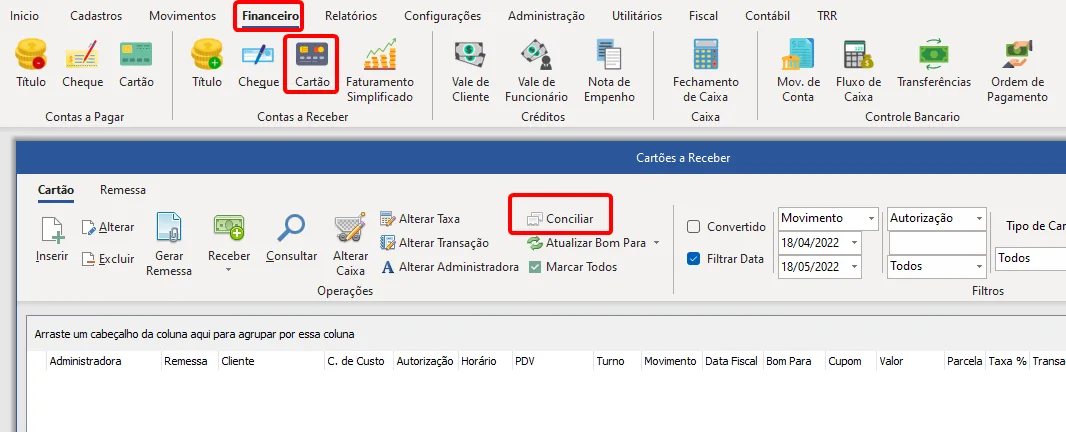 Inicio Cadastros Movimentos Financeiro Relatórios Configurações Administração Utilitários Fiscal Contábil TRR
Título Cheque Cartão Título Cheque Cartão Faturamento Simplificado Vale de Cliente Vale de Funcionário Nota de Empenho Fechamento de Caixa Mov. de Conta Fluxo de Caixa Transferências Ordem de Pagamento
Contas a Pagar Contas a Receber Créditos Caixa Controle Bancario
Cartões a Receber
Cartão Remessa
Inserir
Alterar
Excluir
Gerar Remessa
Receber
Consultar
Alterar Caixa
Alterar Taxa
Alterar Transação
Alterar Administradora
Conciliar
Atualizar Bom Para
Marcar Todos
Operações
Convertido
Filtrar Data
Movimento
18/04/2022
18/05/2022
Autorização
Todos
Tipo de Car
Todos
Filtros
Arraste um cabeçalho da coluna aqui para agrupar por essa coluna
Administradora Remessa Cliente C. de Custo Autorização Horário PDV Turno Movimento Data Fiscal Bom Para Cupom Valor Parcela Taxa % Transa